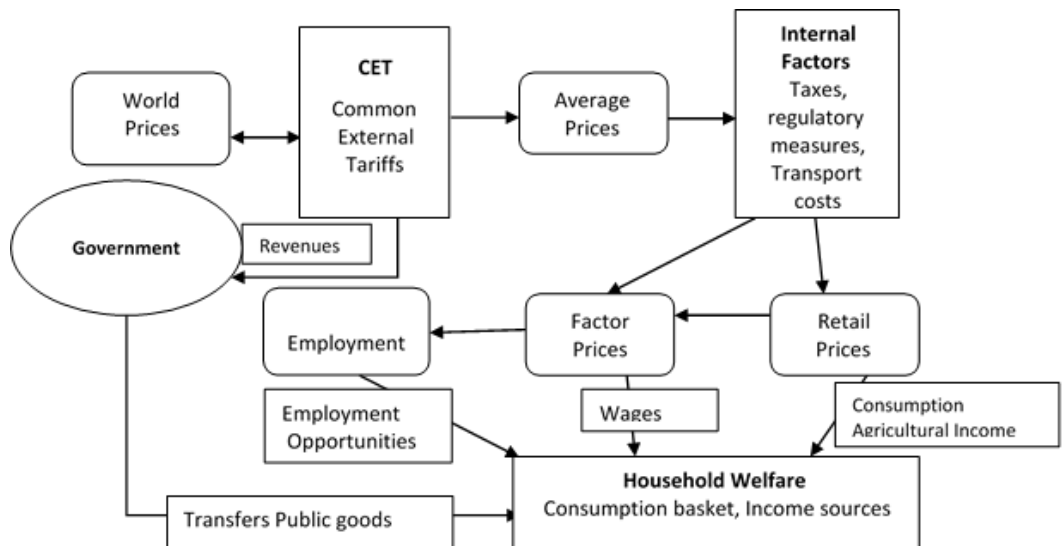 World
Prices
CET
Common
External
Tariffs
Average
Prices
Internal
Factors
Taxes,
regulatory
measures,
Transport
costs
Government
Revenues
Employment
Factor
Prices
Retail
Prices
Employment
Opportunities
Wages
Consumption
Agricultural Income
Household Welfare
Consumption basket, Income sources
Transfers Public goods